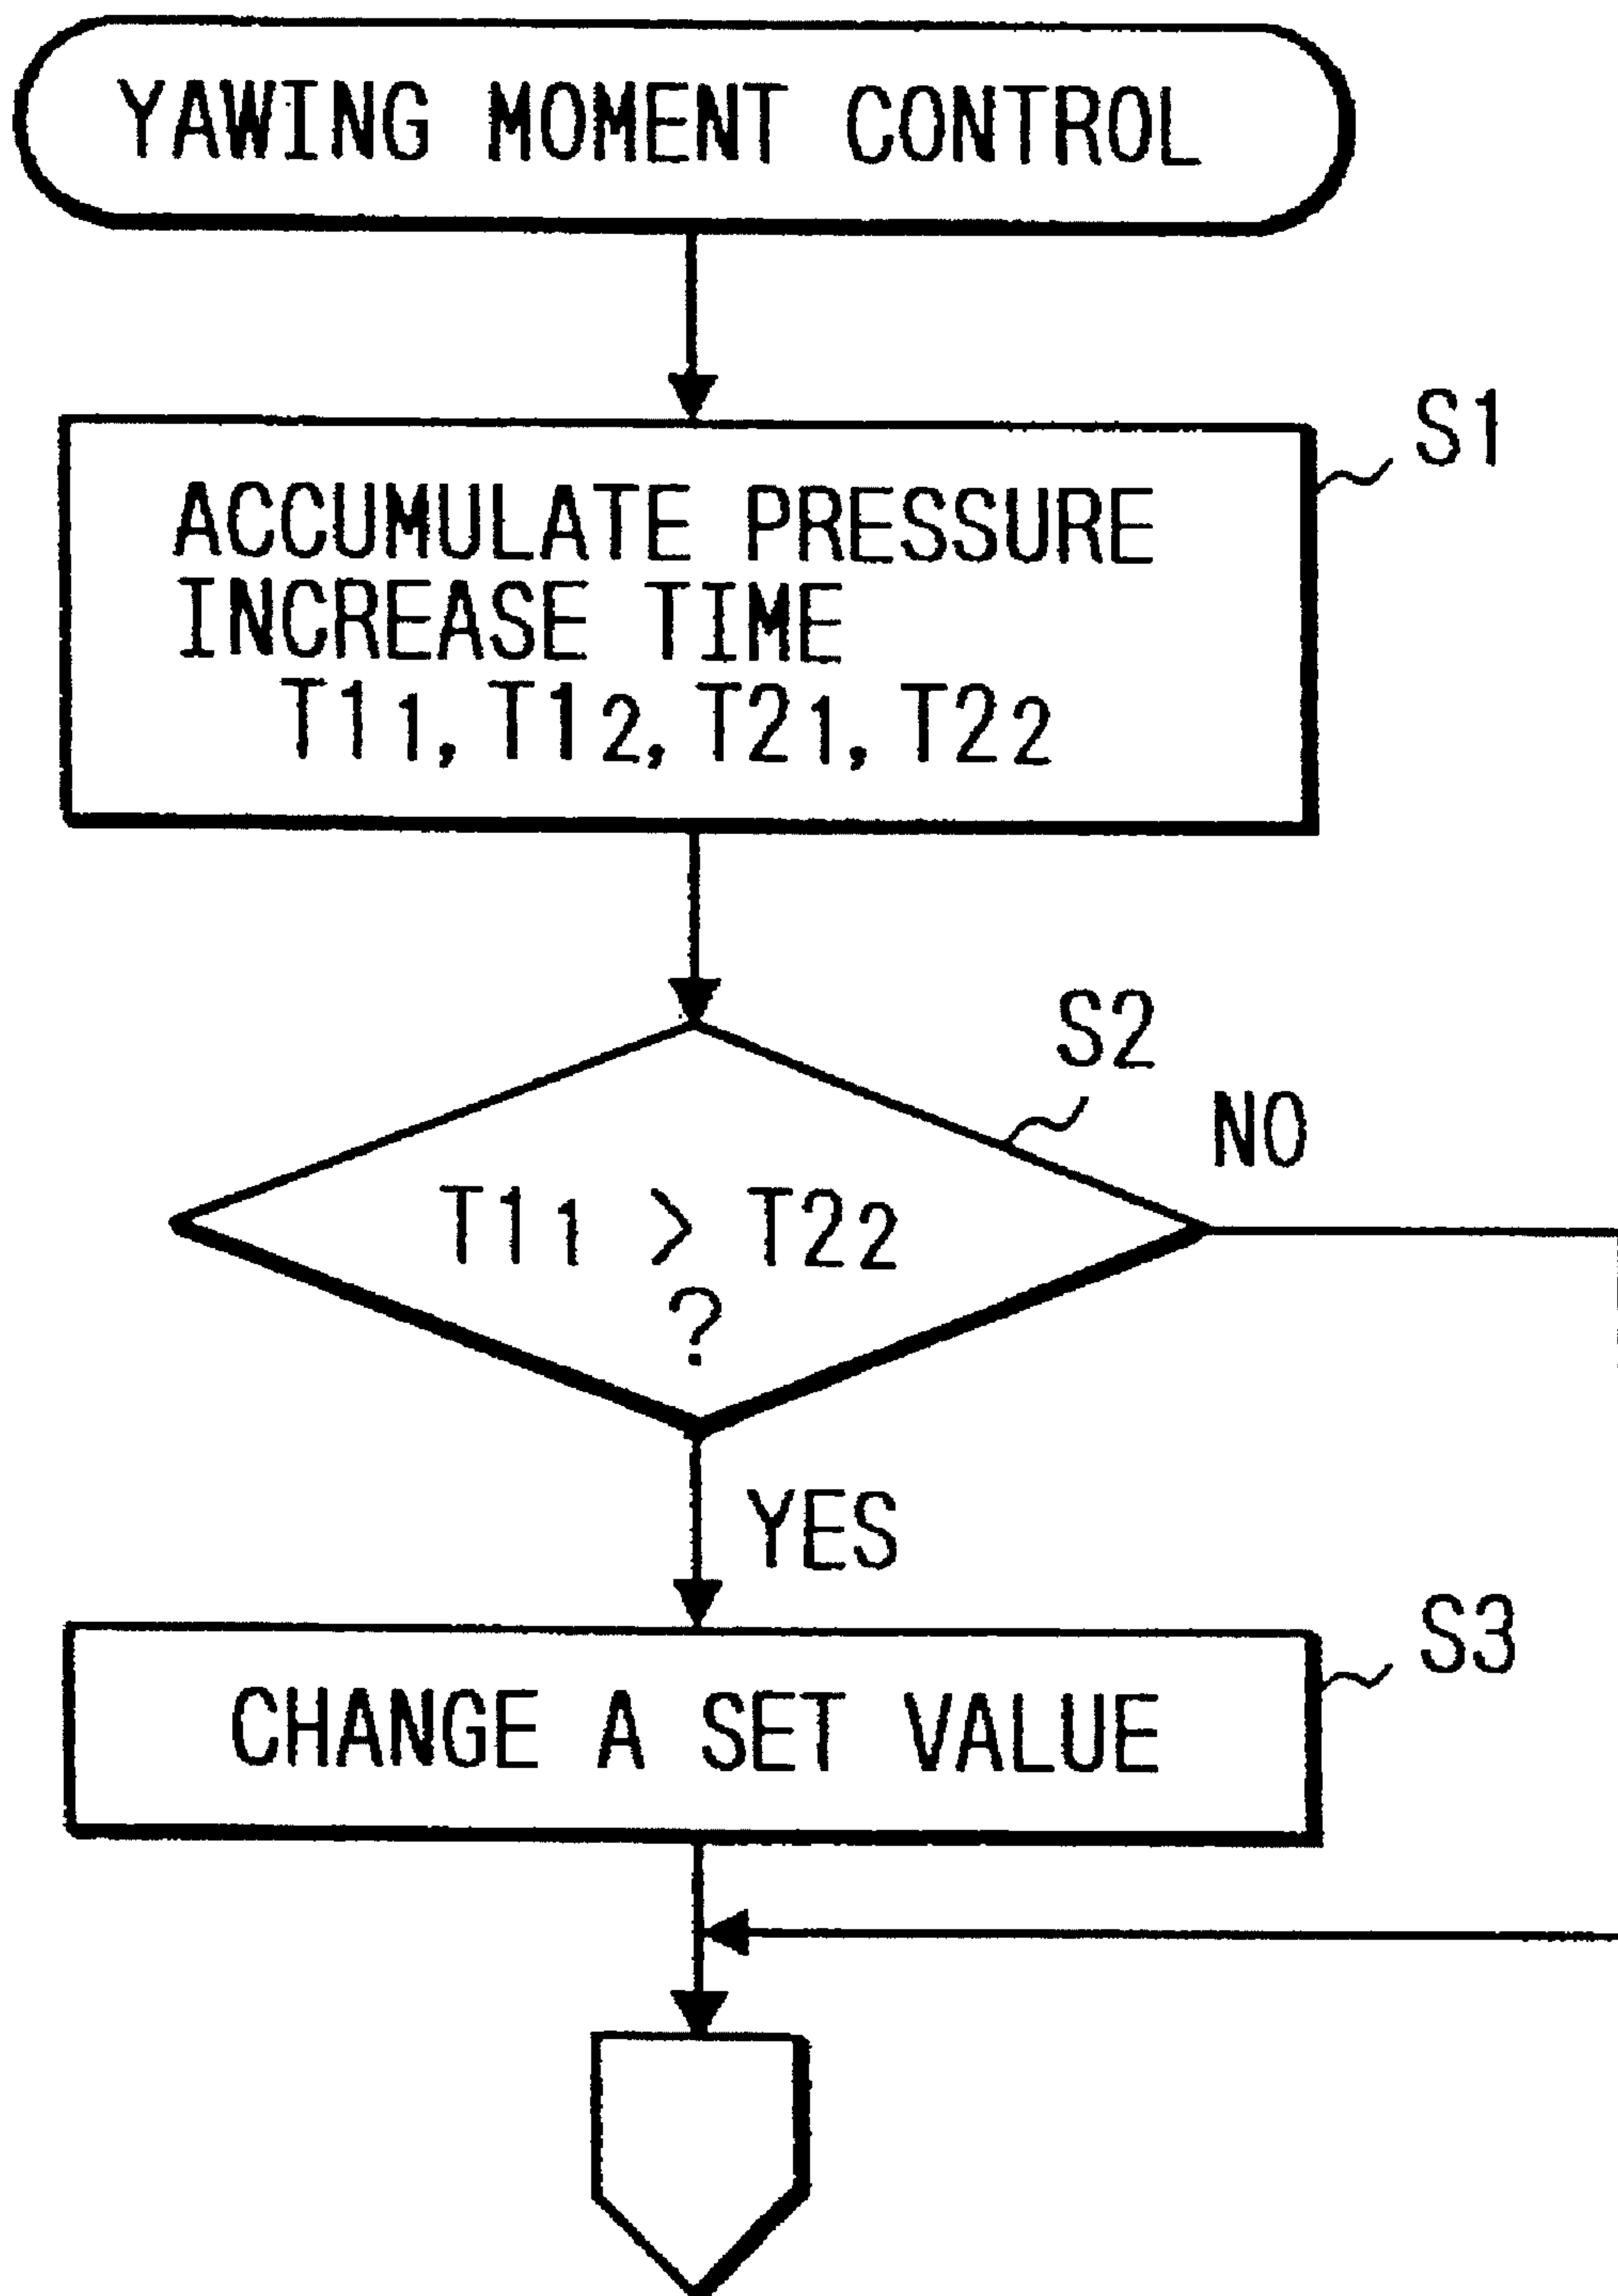 YAWING MOMENT CONTROL
S1
ACCUMULATE PRESSURE
INCREASE TIME
T1₁, T1₂, T2₁, T2₂
S2
NO
T1₁ > T2₂
?
YES
S3
CHANGE A SET VALUE